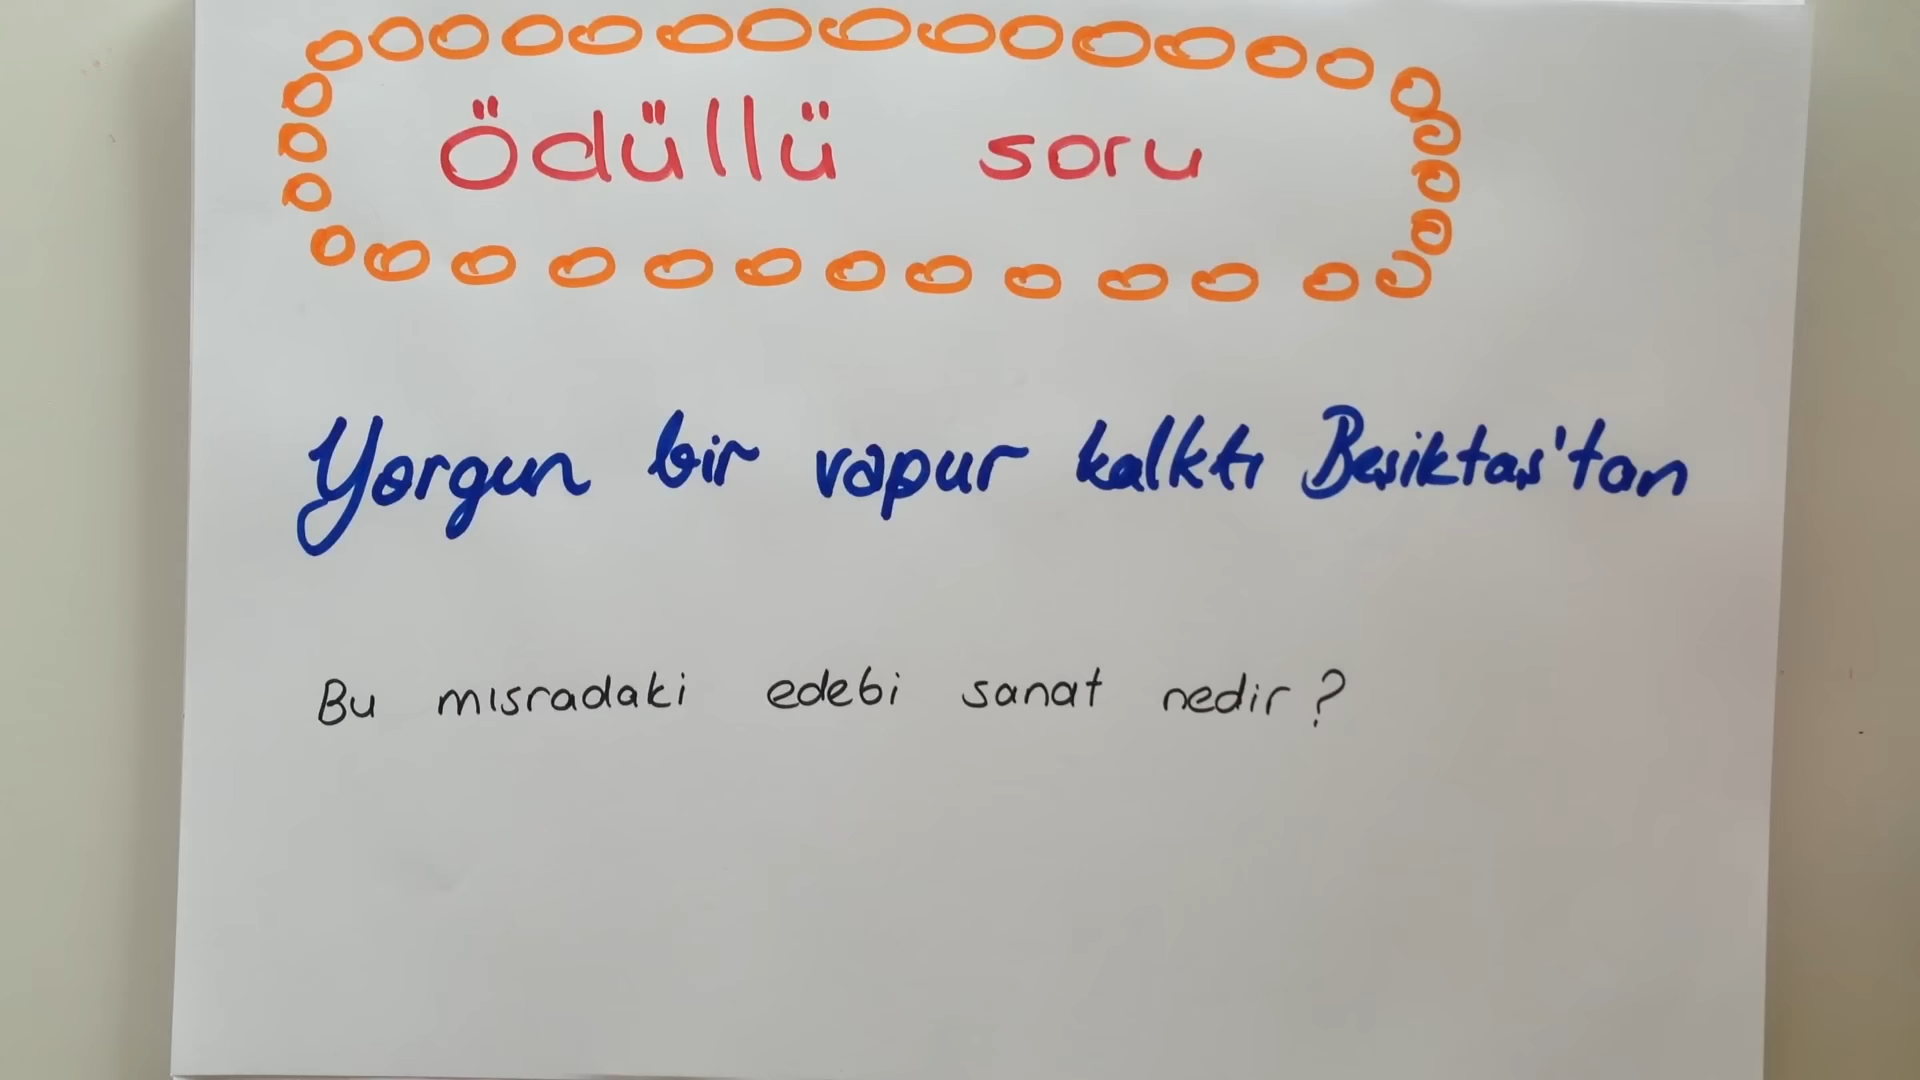 Ödüllü soru
Yorgun bir vapur kalktı Beşiktaş'tan
Bu mısradaki edebi sanat nedir?